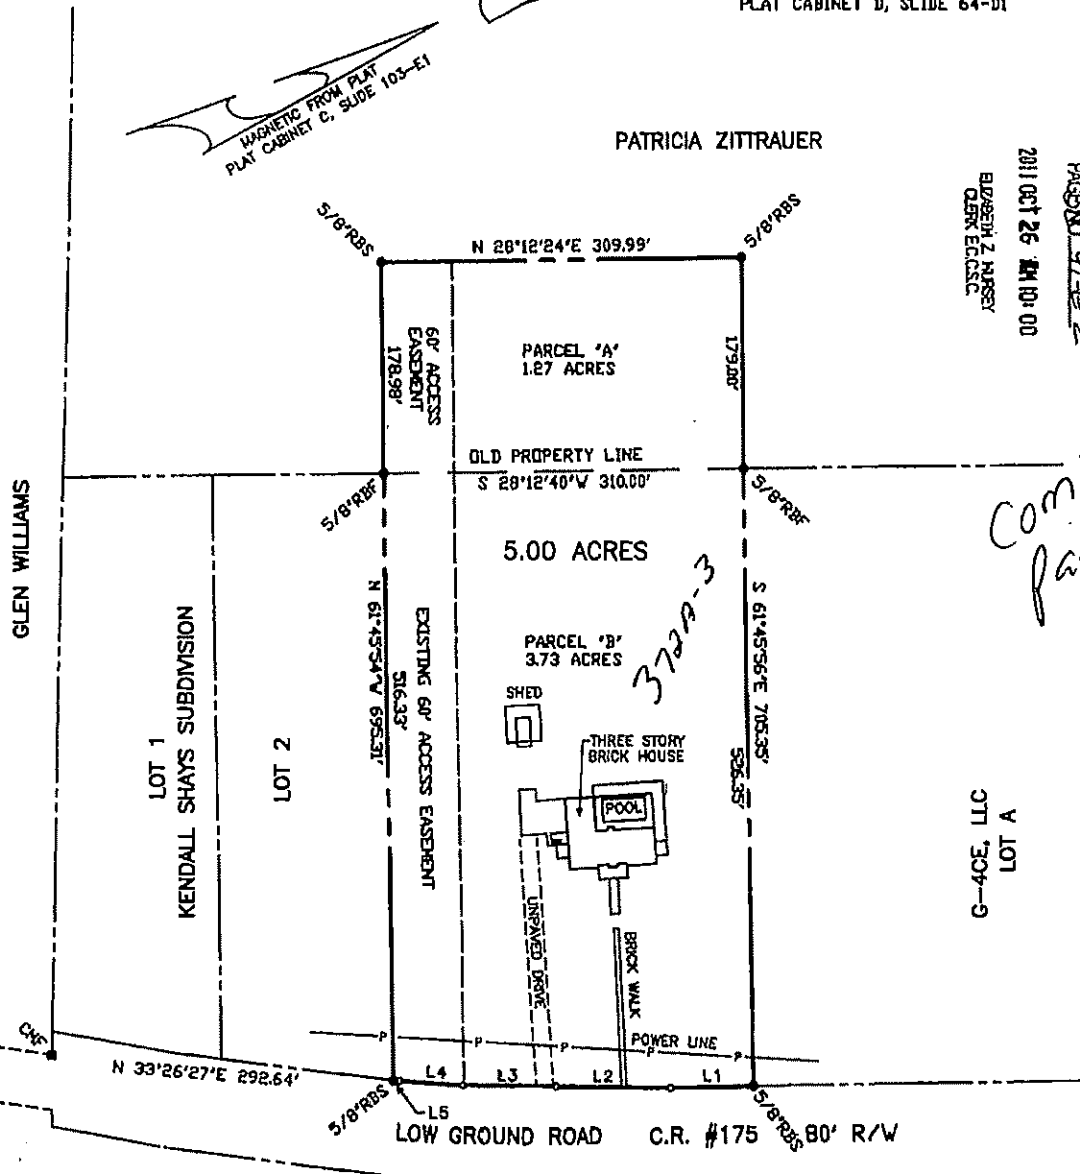 PLAT CABINET D, SLIDE 64-D1
MAGNETIC FROM PLAT
PLAT CABINET C, SLIDE 103-E1
PATRICIA ZITTRAUER
2011 OCT 26 AM 10:00
ELIZABETH Z. HURSEY
CLERK E.C.C.S.C.
5/8"RBS
N 28°12'24"E 309.99'
5/8"RBS
60' ACCESS
EASEMENT
178.98'
PARCEL "A"
1.27 ACRES
179.00'
OLD PROPERTY LINE
S 28°12'40"W 310.00'
5/8"RBF
5/8"RBF
Com
5.00 ACRES
GLEN WILLIAMS
LOT 1
KENDALL SHAYS SUBDIVISION
LOT 2
N 61°45'54"W 695.31'
516.33'
EXISTING 60' ACCESS EASEMENT
PARCEL "B"
3.73 ACRES
372A-3
S 61°45'56"E 705.35'
526.35'
SHED
THREE STORY
BRICK HOUSE
POOL
G-4CE, LLC
LOT A
UNPAVED DRIVE
BRICK WALK
POWER LINE
P
P
P
P
P
CMF
N 33°26'27"E 292.64'
L4
L3
L2
L1
5/8"RBS
L5
5/8"RBS
LOW GROUND ROAD C.R. #175 80' R/W